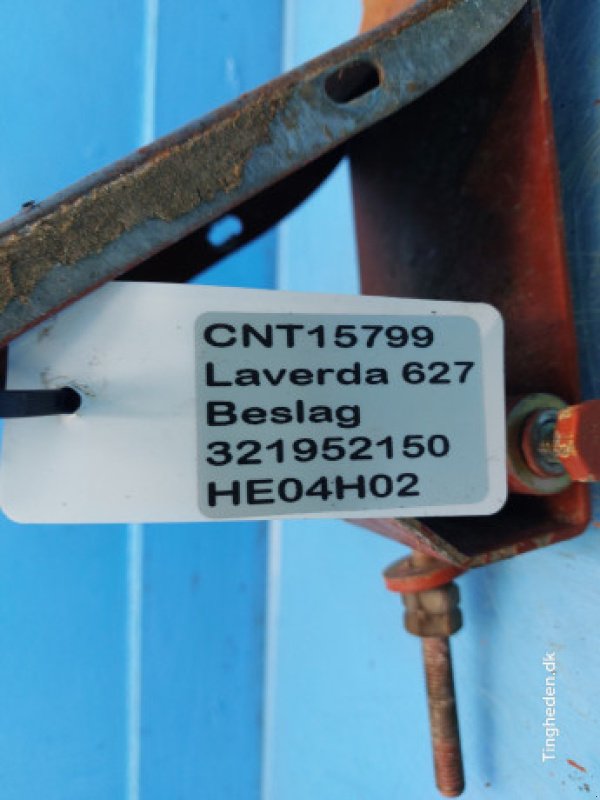 CNT15799
Laverda 627
Beslag
321952150
HE04H02
Tingheden.dk